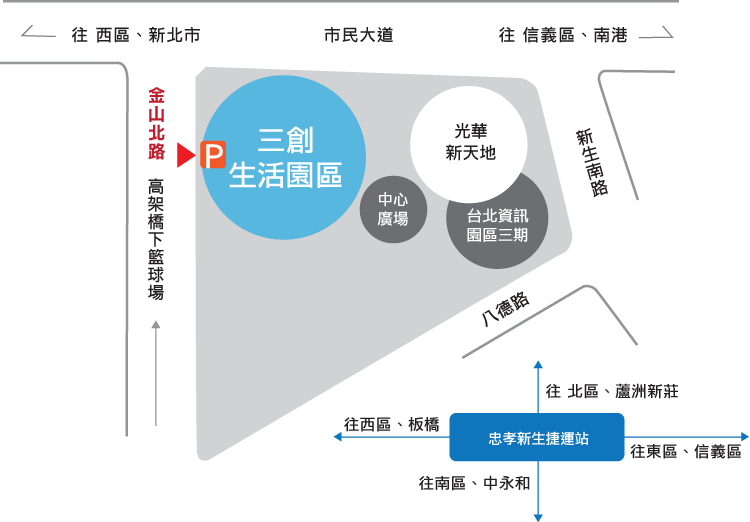 往 西區、新北市
市民大道
往 信義區、南港
金山北路
高架橋下籃球場
P
三創
生活園區
光華
新天地
中心
廣場
台北資訊
園區三期
新生南路
八德路
往 北區、蘆洲新莊
往西區、板橋
忠孝新生捷運站
往東區、信義區
往南區、中永和